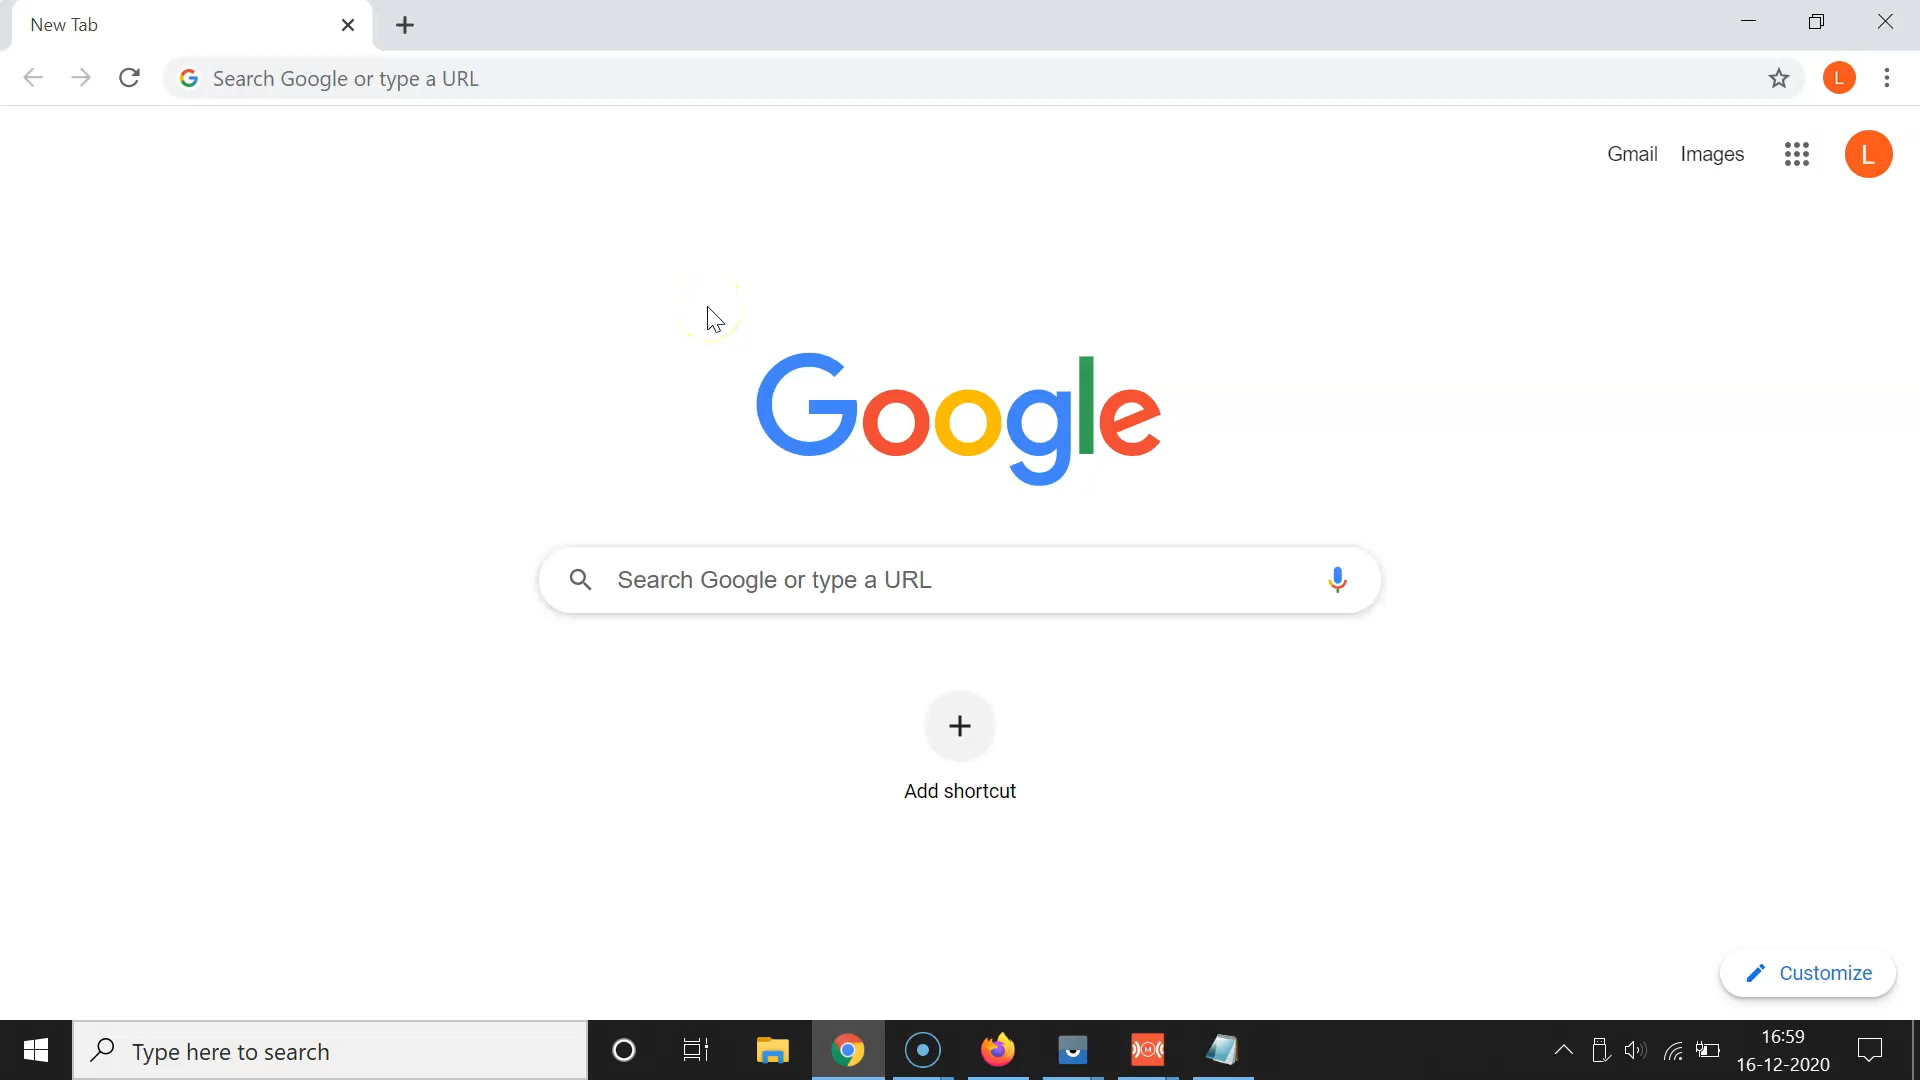 New Tab
Search Google or type a URL
L
Gmail Images
L
Google
Search Google or type a URL
Add shortcut
Customize
Type here to search
M
16:59
16-12-2020